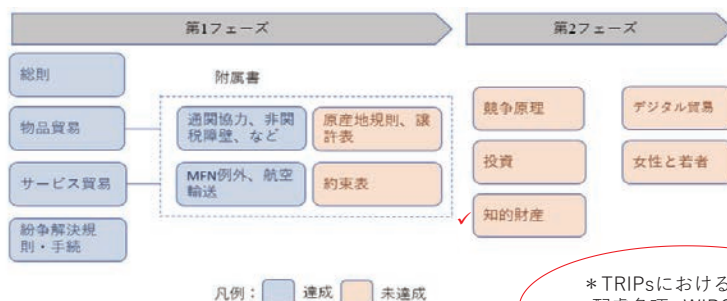 第1フェーズ
第2フェーズ
総則
附属書
物品貿易
通関協力、非関
税障壁、など
原産地規則、譲
許表
サービス貿易
MFN例外、航空
輸送
約束表
紛争解決規
則・手続
競争原理
デジタル貿易
投資
女性と若者
✓
知的財産
凡例：
達成
未達成
＊TRIPsにおける